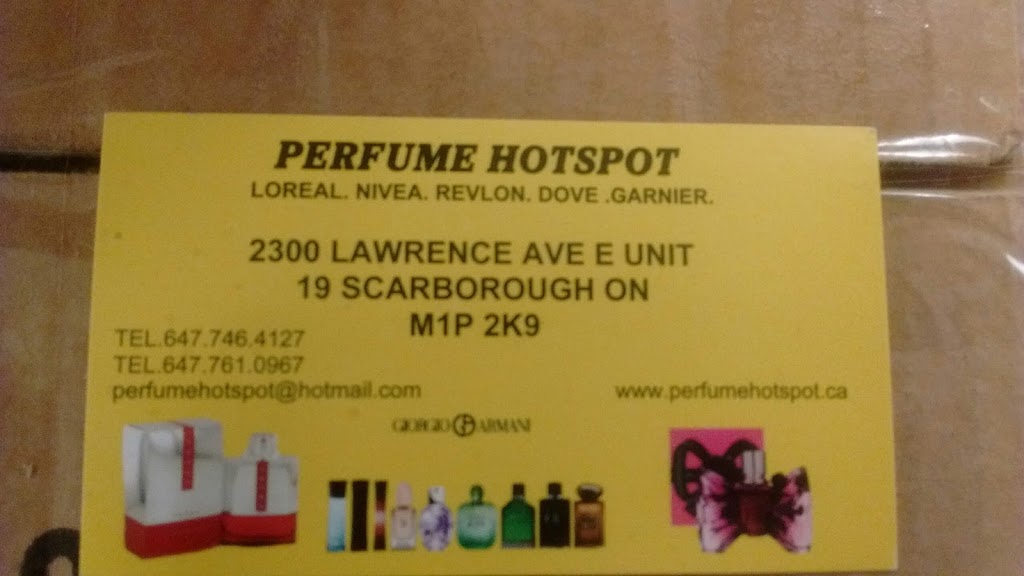 PERFUME HOTSPOT
LOREAL. NIVEA. REVLON. DOVE .GARNIER.
2300 LAWRENCE AVE E UNIT
19 SCARBOROUGH ON
M1P 2K9
TEL.647.746.4127
TEL.647.761.0967
perfumehotspot@hotmail.com
www.perfumehotspot.ca
GIORGIO ARMANI